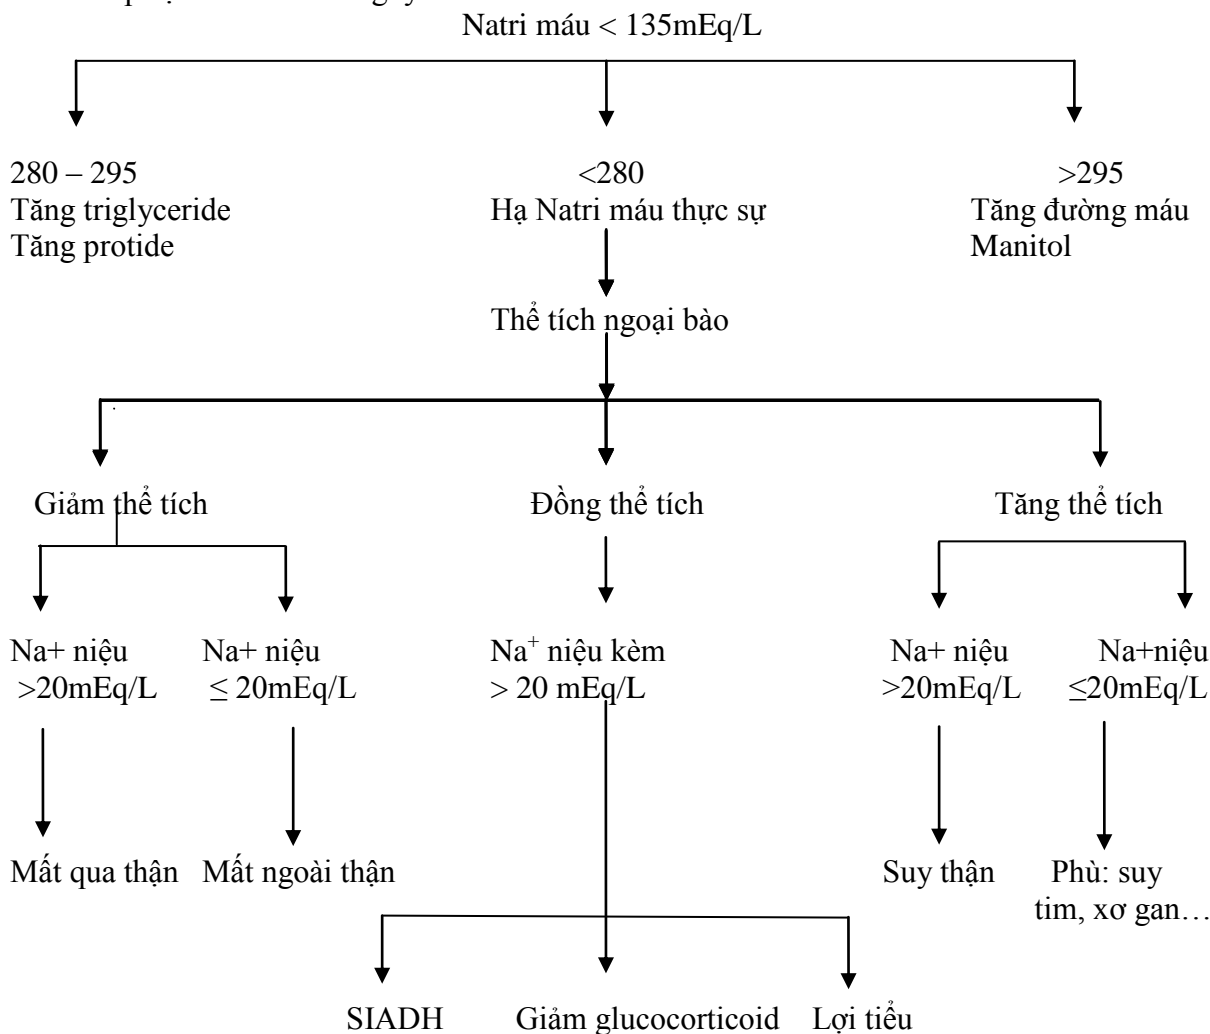 Natri máu < 135mEq/L
280 – 295 <280 >295
Tăng triglyceride Hạ Natri máu thực sự Tăng đường máu
Tăng protide Manitol
Thể tích ngoại bào
Giảm thể tích Đồng thể tích Tăng thể tích
Na+ niệu Na+ niệu Na⁺ niệu kèm Na+ niệu Na+niệu
>20mEq/L ≤ 20mEq/L > 20 mEq/L >20mEq/L ≤20mEq/L
Mất qua thận Mất ngoài thận Suy thận Phù: suy
tim, xơ gan…
SIADH Giảm glucocorticoid Lợi tiểu